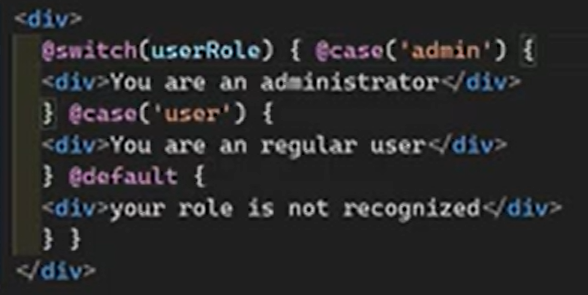 <div>
@switch(userRole) { @case('admin') {
<div>You are an administrator</div>
} @case('user') {
<div>You are an regular user</div>
} @default {
<div>your role is not recognized</div>
} }
</div>